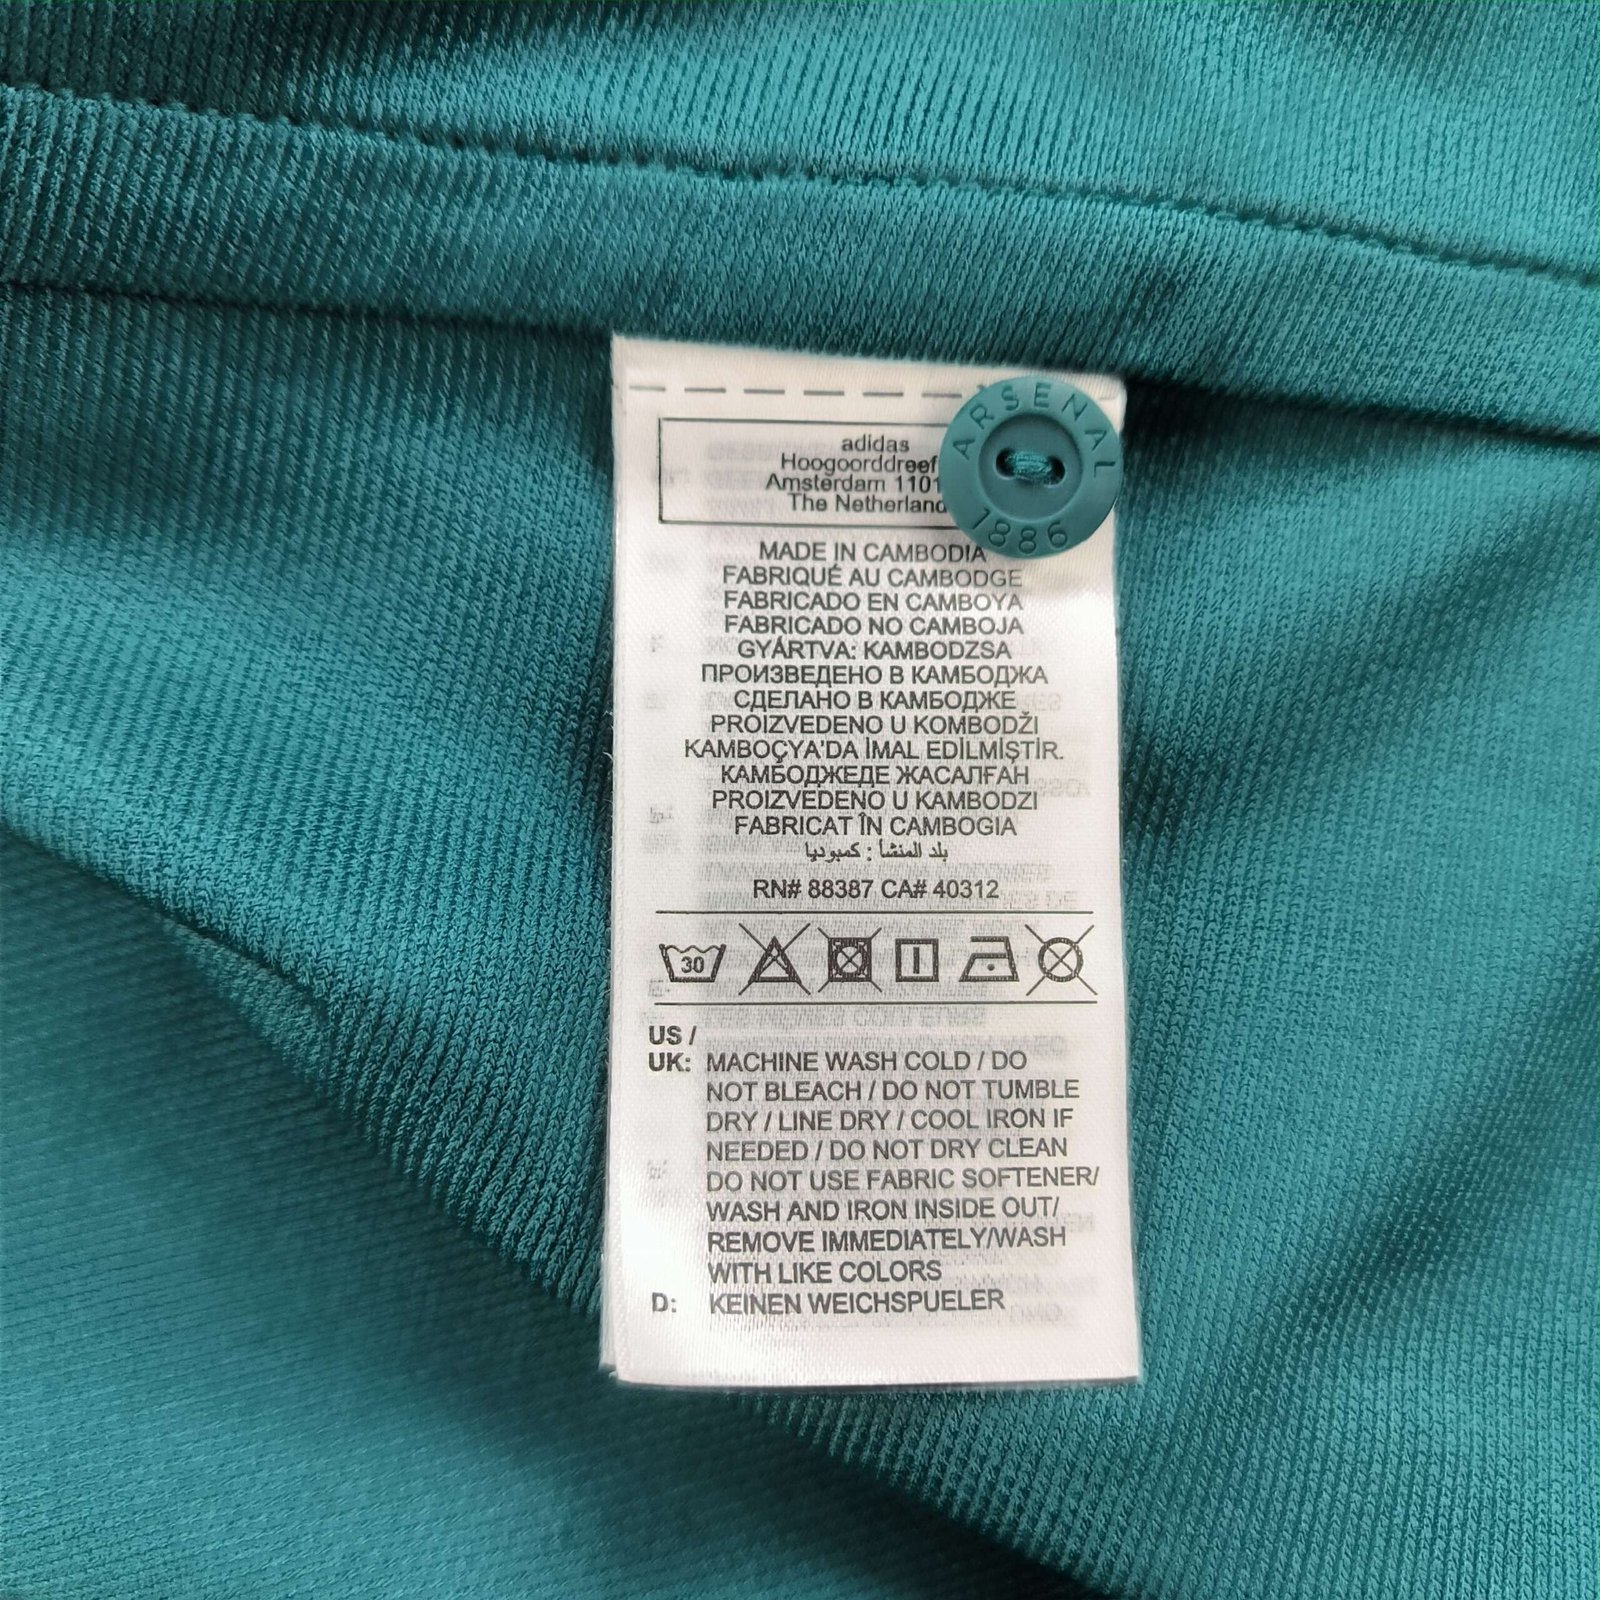 adidas
Hoogoorddreef
Amsterdam 1101
The Netherland
ARSENAL
1886
MADE IN CAMBODIA
FABRIQUÉ AU CAMBODGE
FABRICADO EN CAMBOYA
FABRICADO NO CAMBOJA
GYÁRTVA: KAMBODZSA
ПРОИЗВЕДЕНО В КАМБОДЖА
СДЕЛАНО В КАМБОДЖЕ
PROIZVEDENO U KOMBODŽI
KAMBOÇYA'DA İMAL EDİLMİŞTİR.
КАМБОДЖЕДЕ ЖАСАЛҒАН
PROIZVEDENO U KAMBODZI
FABRICAT ÎN CAMBOGIA
بلد المنشأ : كمبوديا
RN# 88387 CA# 40312
30
US /
UK: MACHINE WASH COLD / DO
NOT BLEACH / DO NOT TUMBLE
DRY / LINE DRY / COOL IRON IF
NEEDED / DO NOT DRY CLEAN
DO NOT USE FABRIC SOFTENER/
WASH AND IRON INSIDE OUT/
REMOVE IMMEDIATELY/WASH
WITH LIKE COLORS
D: KEINEN WEICHSPUELER